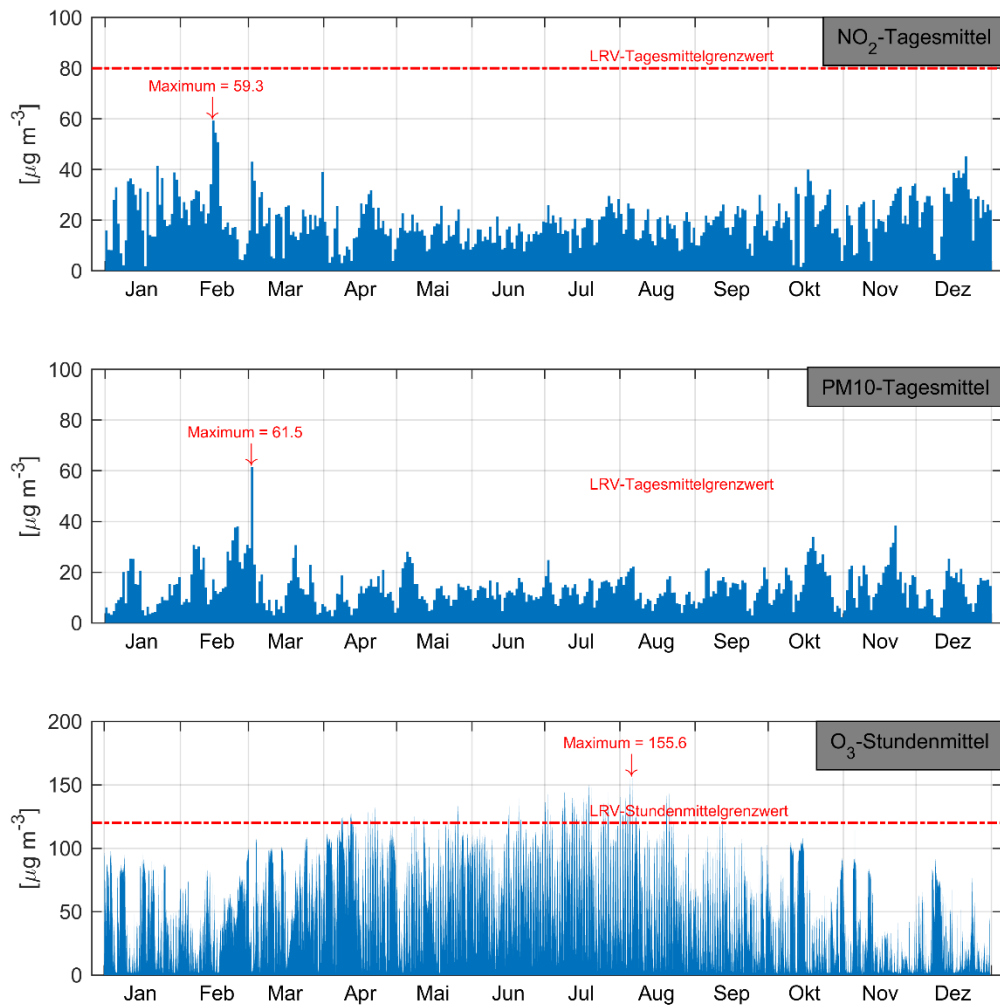 100
NO2-Tagesmittel
LRV-Tagesmittelgrenzwert
80
Maximum = 59.3
[µg m-3]
60
40
20
0
Jan Feb Mar Apr Mai Jun Jul Aug Sep Okt Nov Dez
100
PM10-Tagesmittel
80
Maximum = 61.5
[µg m-3]
60
LRV-Tagesmittelgrenzwert
40
20
0
Jan Feb Mar Apr Mai Jun Jul Aug Sep Okt Nov Dez
200
O3-Stundenmittel
Maximum = 155.6
150
[µg m-3]
LRV-Stundenmittelgrenzwert
100
50
0
Jan Feb Mar Apr Mai Jun Jul Aug Sep Okt Nov Dez